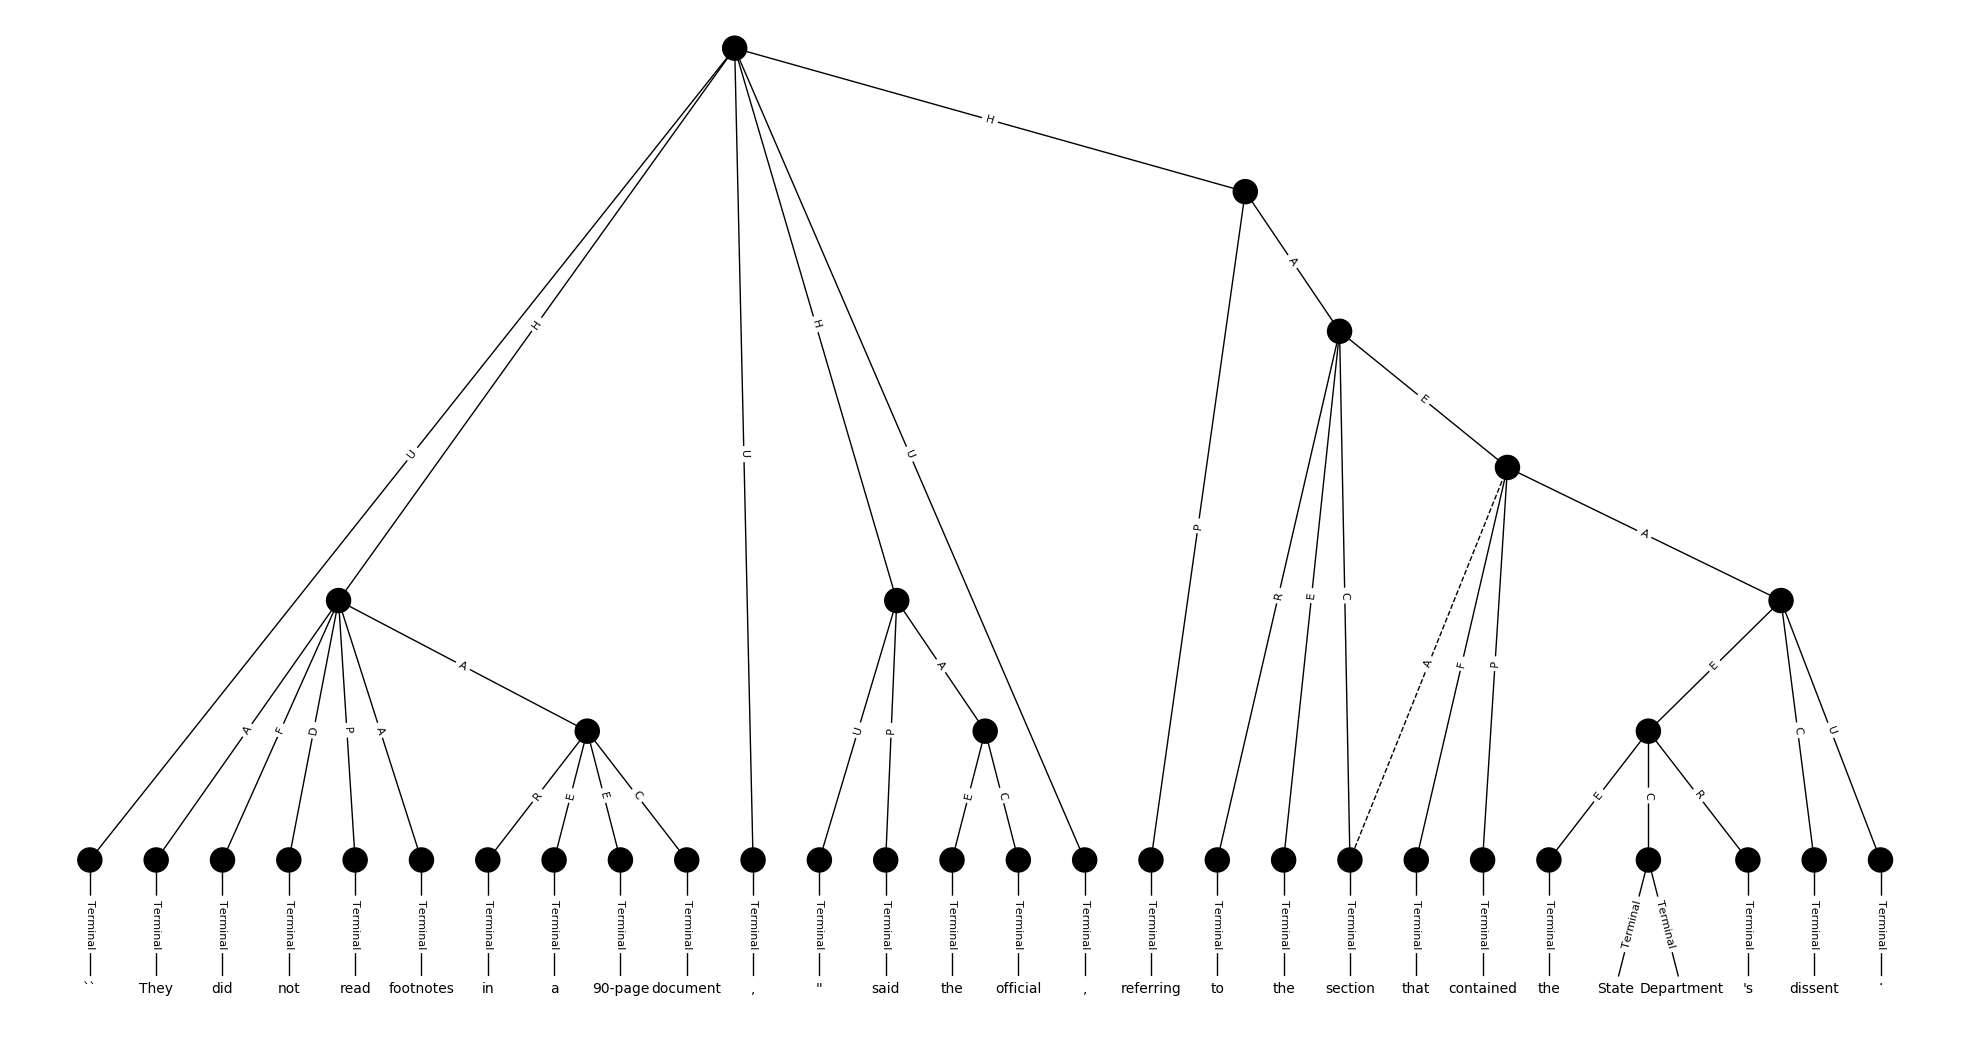 H
A
U
H
H
E
U
U
A
P
R
E
C
A
A
F
P
E
A
F
D
P
A
U
P
C
U
R
E
E
C
E
C
E
C
R
Terminal Terminal Terminal Terminal Terminal Terminal Terminal Terminal Terminal Terminal Terminal Terminal Terminal Terminal Terminal Terminal Terminal Terminal Terminal Terminal Terminal Terminal Terminal Terminal Terminal Terminal Terminal Terminal
`` They did not read footnotes in a 90-page document , " said the official , referring to the section that contained the State Department 's dissent .